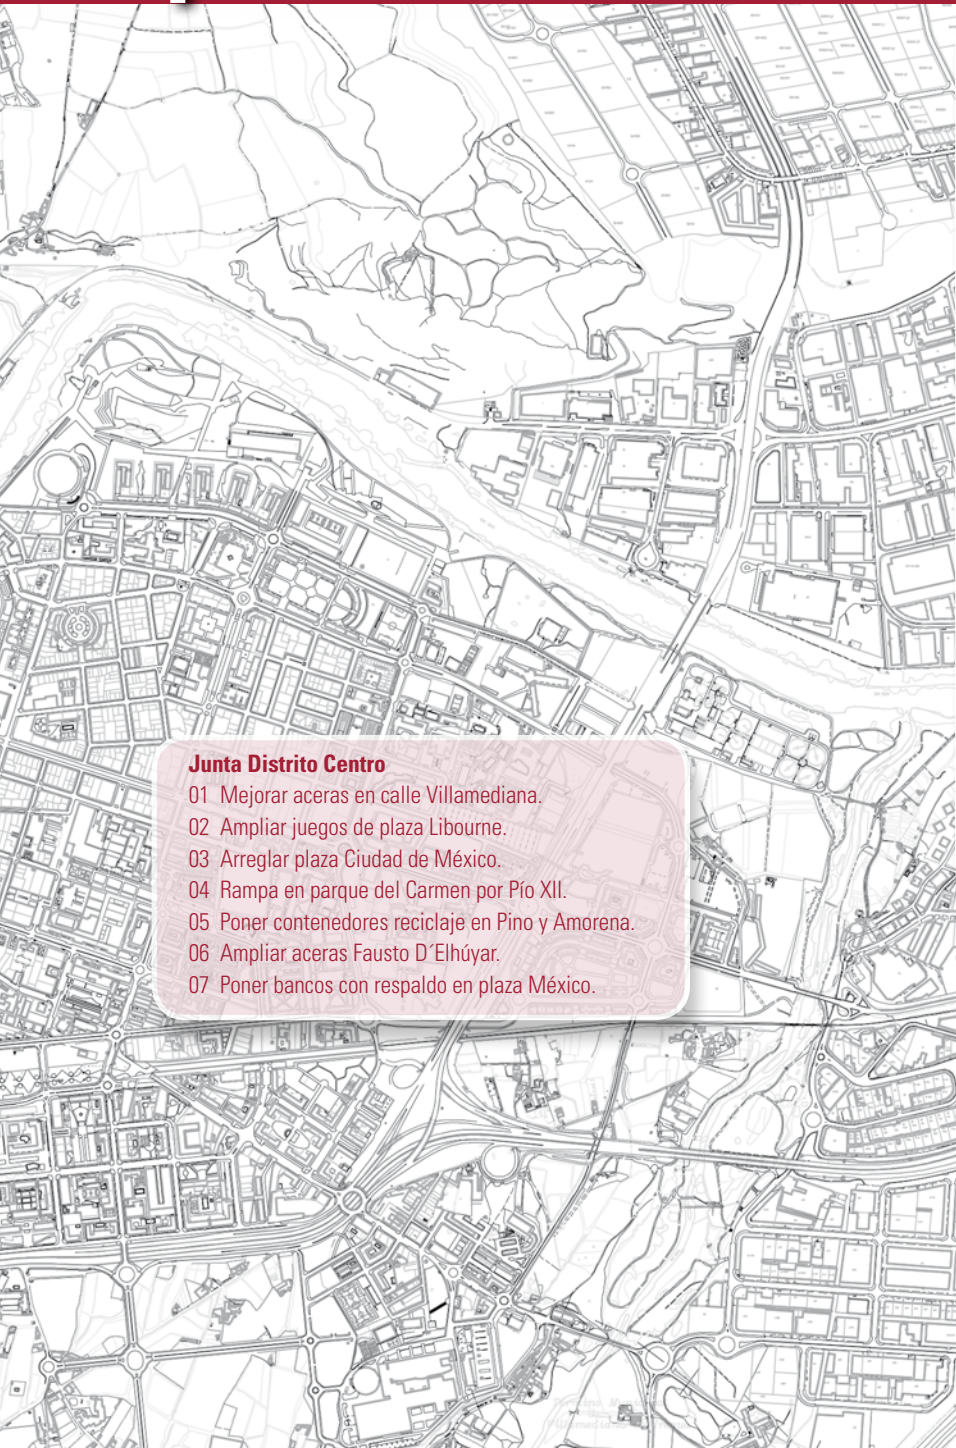 Junta Distrito Centro
01 Mejorar aceras en calle Villamediana.
02 Ampliar juegos de plaza Libourne.
03 Arreglar plaza Ciudad de México.
04 Rampa en parque del Carmen por Pío XII.
05 Poner contenedores reciclaje en Pino y Amorena.
06 Ampliar aceras Fausto D´Elhúyar.
07 Poner bancos con respaldo en plaza México.